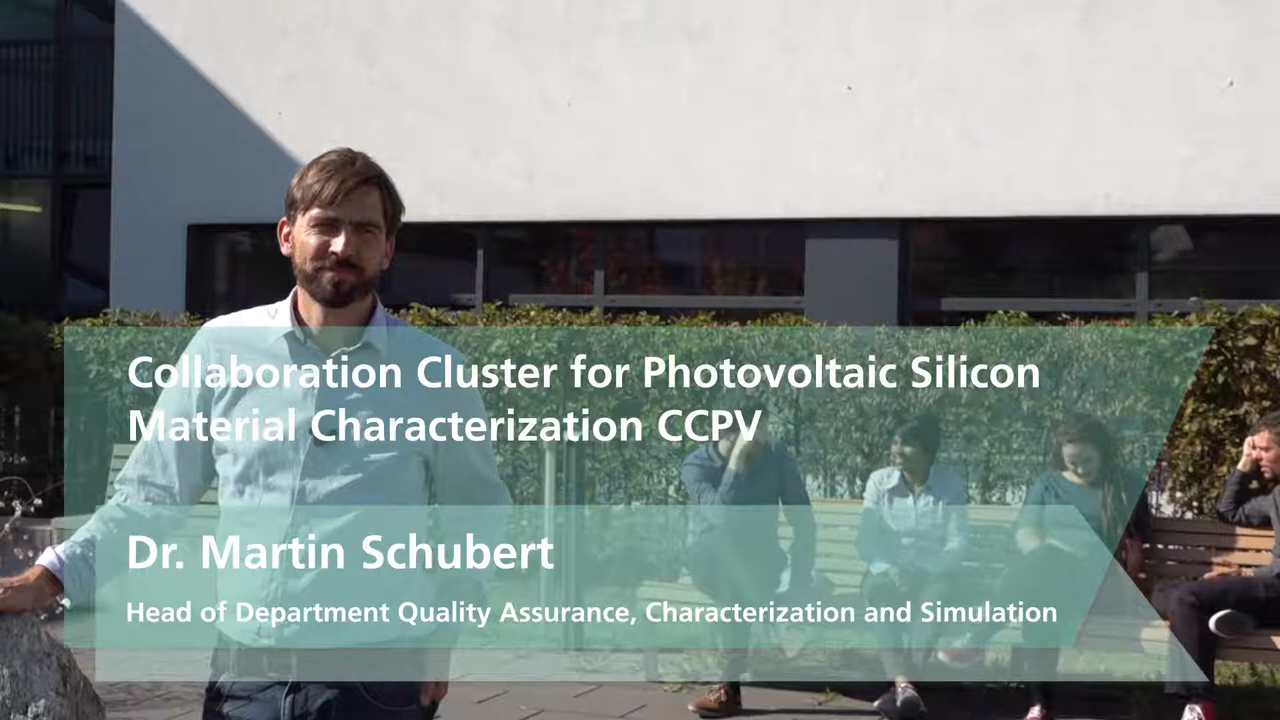 Collaboration Cluster for Photovoltaic Silicon
Material Characterization CCPV
Dr. Martin Schubert
Head of Department Quality Assurance, Characterization and Simulation